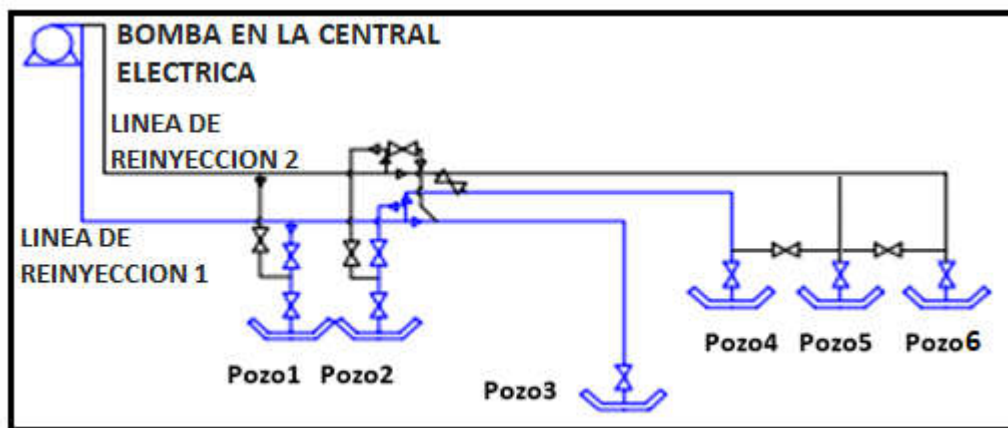 BOMBA EN LA CENTRAL
ELECTRICA
LINEA DE
REINYECCION 2
LINEA DE
REINYECCION 1
Pozo1 Pozo2
Pozo3
Pozo4 Pozo5 Pozo6